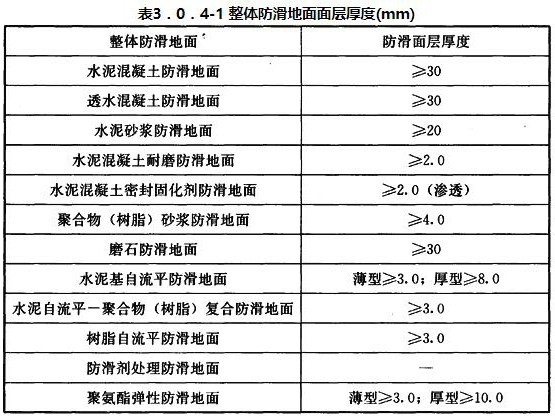 表3．0．4-1 整体防滑地面面层厚度(mm)
整体防滑地面 防滑面层厚度
水泥混凝土防滑地面 ≥30
透水混凝土防滑地面 ≥30
水泥砂浆防滑地面 ≥20
水泥混凝土耐磨防滑地面 ≥2.0
水泥混凝土密封固化剂防滑地面 ≥2.0（渗透）
聚合物（树脂）砂浆防滑地面 ≥4.0
磨石防滑地面 ≥30
水泥基自流平防滑地面 薄型≥3.0；厚型≥8.0
水泥自流平－聚合物（树脂）复合防滑地面 ≥3.0
树脂自流平防滑地面 ≥3.0
防滑剂处理防滑地面 —
聚氨酯弹性防滑地面 薄型≥3.0；厚型≥10.0